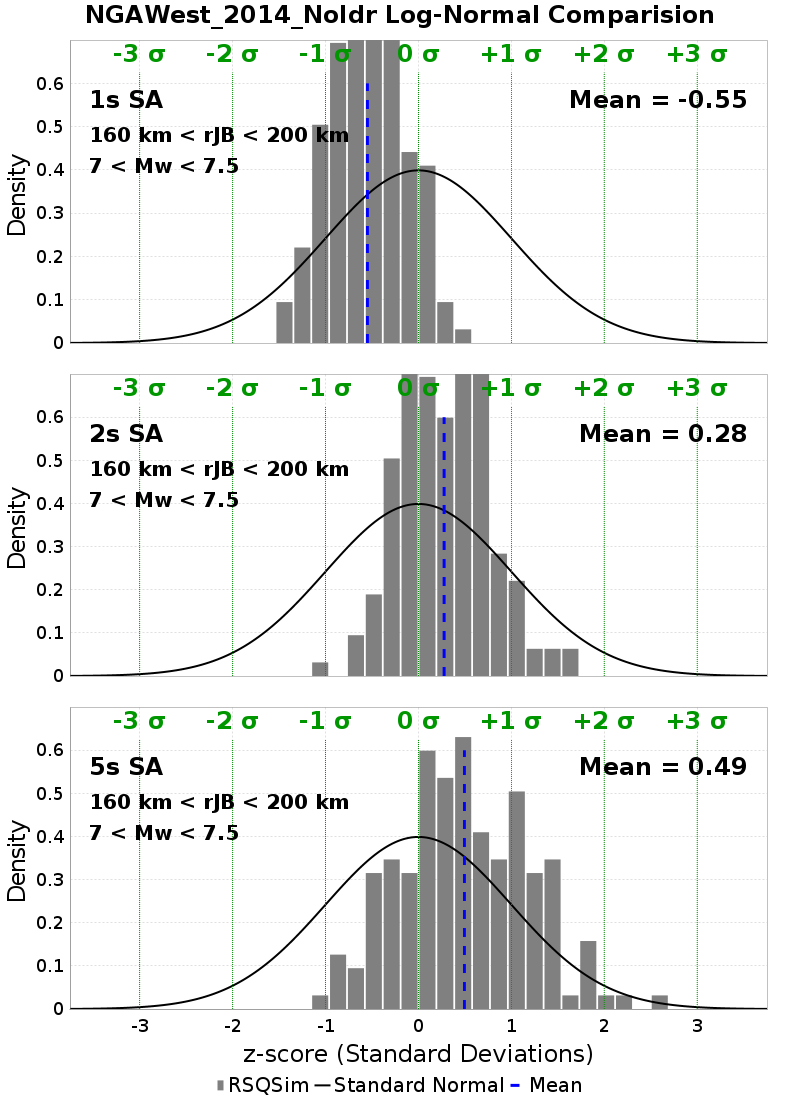 NGAWest_2014_NoIdr Log-Normal Comparision
-3 σ -2 σ -1 σ 0 σ +1 σ +2 σ +3 σ
0.6
1s SA Mean = -0.55
0.5
160 km < rJB < 200 km
7 < Mw < 7.5
0.4
0.3
0.2
0.1
0
Density
-3 σ -2 σ -1 σ 0 σ +1 σ +2 σ +3 σ
0.6
2s SA Mean = 0.28
0.5
160 km < rJB < 200 km
7 < Mw < 7.5
0.4
0.3
0.2
0.1
0
Density
-3 σ -2 σ -1 σ 0 σ +1 σ +2 σ +3 σ
0.6
5s SA Mean = 0.49
0.5
160 km < rJB < 200 km
7 < Mw < 7.5
0.4
0.3
0.2
0.1
0
Density
-3 -2 -1 0 1 2 3
z-score (Standard Deviations)
RSQSim Standard Normal Mean